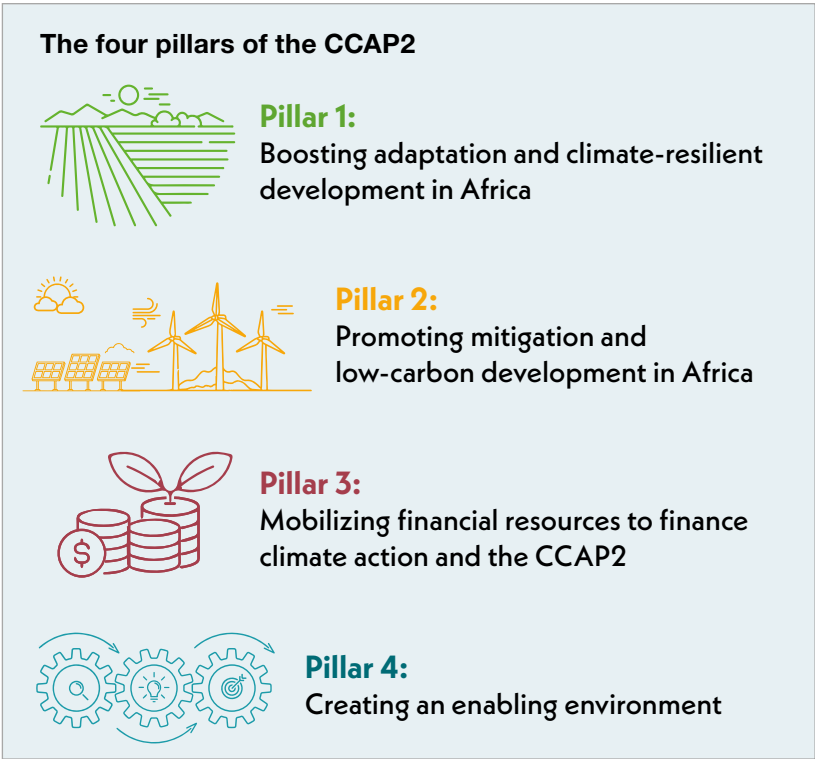 The four pillars of the CCAP2
Pillar 1:
Boosting adaptation and climate-resilient
development in Africa
Pillar 2:
Promoting mitigation and
low-carbon development in Africa
Pillar 3:
Mobilizing financial resources to finance
climate action and the CCAP2
$
Pillar 4:
Creating an enabling environment